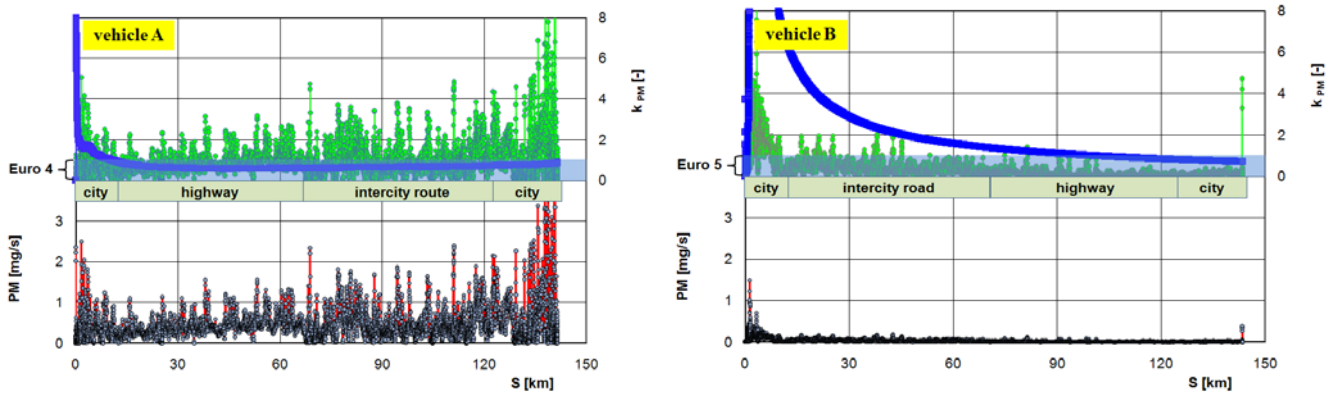 vehicle A
8
6
4
2
0
k PM [-]
Euro 4
city
highway
intercity route
city
PM [mg/s]
3
2
1
0
0
30
60
90
120
150
S [km]
vehicle B
8
6
4
2
0
k PM [-]
Euro 5
city
intercity road
highway
city
PM [mg/s]
3
2
1
0
0
30
60
90
120
150
S [km]